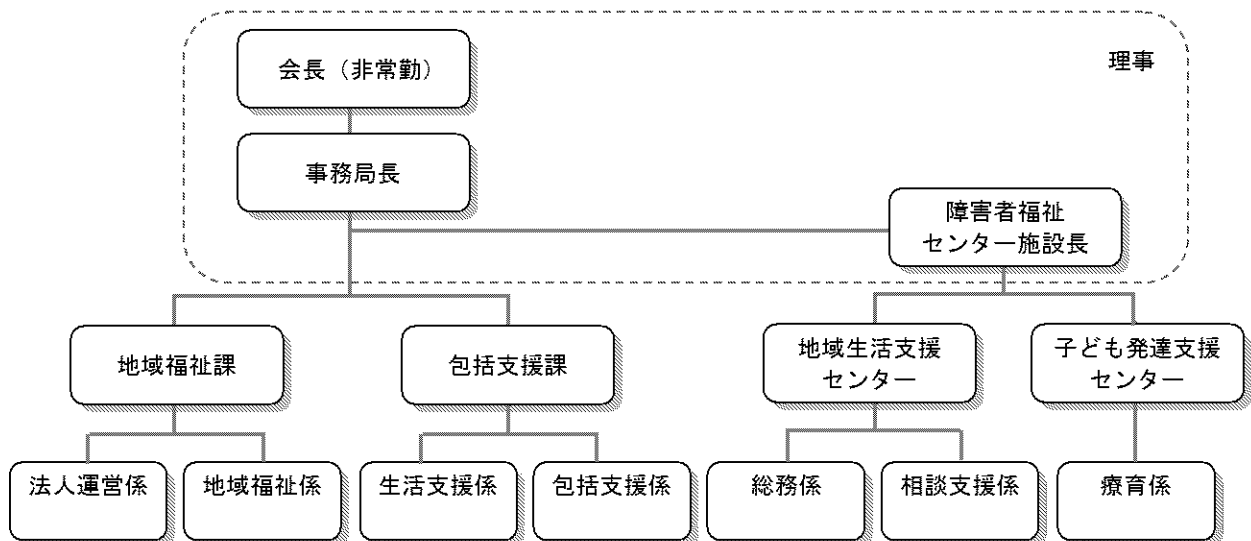 会長（非常勤）
理事
事務局長
障害者福祉
センター施設長
地域福祉課
包括支援課
地域生活支援
センター
子ども発達支援
センター
法人運営係
地域福祉係
生活支援係
包括支援係
総務係
相談支援係
療育係